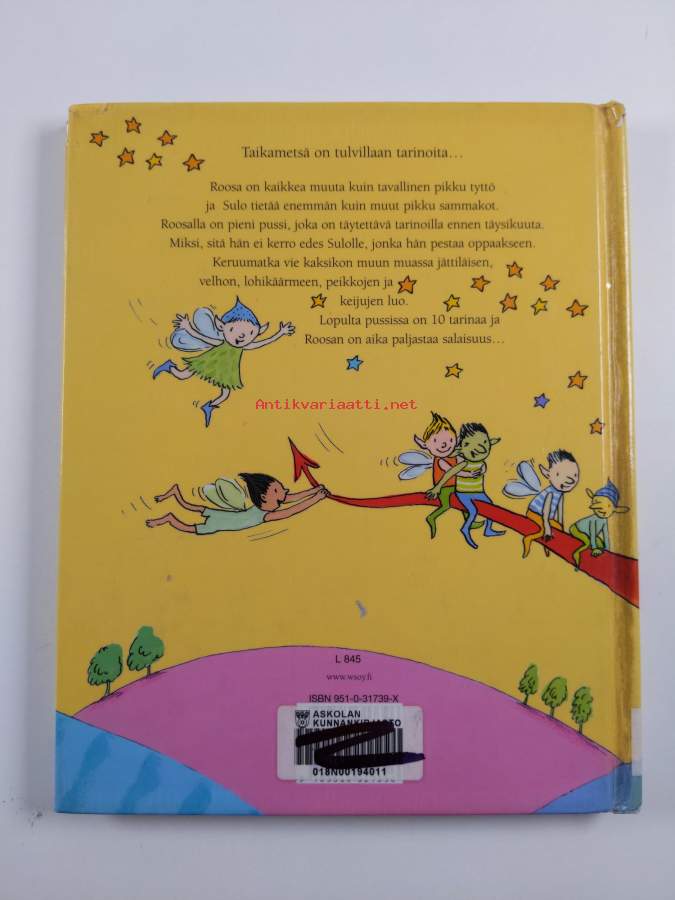 Taikametsä on tulvillaan tarinoita...
Roosa on kaikkea muuta kuin tavallinen pikku tyttö
ja Sulo tietää enemmän kuin muut pikku sammakot.
Roosalla on pieni pussi, joka on täytettävä tarinoilla ennen täysikuuta.
Miksi, sitä hän ei kerro edes Sulolle, jonka hän pestaa oppaakseen.
Keruumatka vie kaksikon muun muassa jättiläisen,
velhon, lohikäärmeen, peikkojen ja
keijujen luo.
Lopulta pussissa on 10 tarinaa ja
Roosan on aika paljastaa salaisuus...
Antikvariaatti.net
L 845
www.wsoy.fi
ISBN 951-0-31739-X
ASKOLAN
KUNNANKIRJASTO
018N00194011